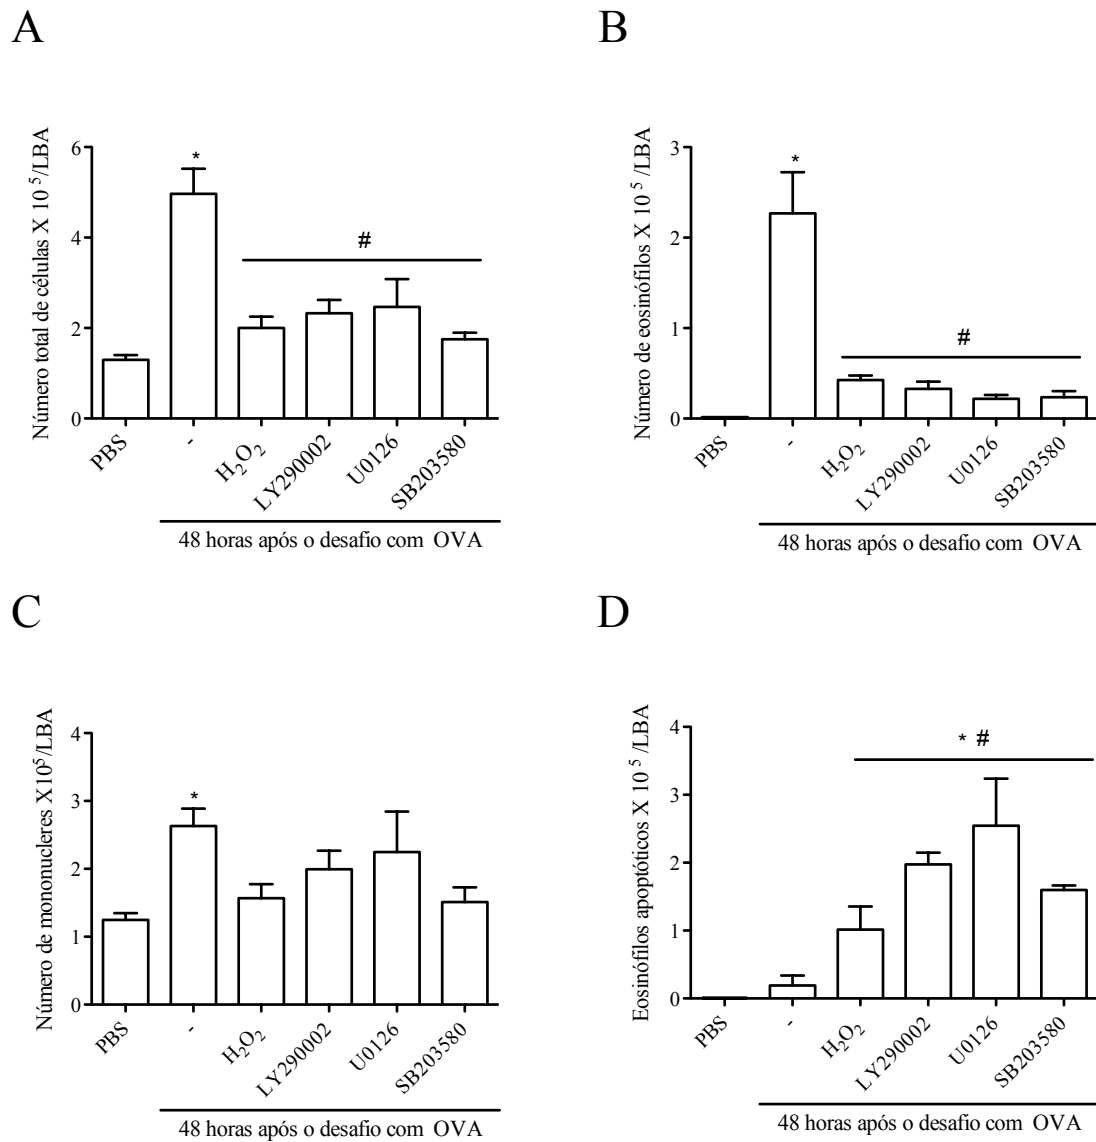 A
Número total de células X 10 5/LBA
6
4
2
0
*
#
PBS
-
H2O2
LY290002
U0126
SB203580
48 horas após o desafio com OVA
B
Número de eosinófilos X 10 5 /LBA
3
2
1
0
*
#
PBS
-
H2O2
LY290002
U0126
SB203580
48 horas após o desafio com OVA
C
Número de mononucleres X105/LBA
4
3
2
1
0
*
PBS
-
H2O2
LY290002
U0126
SB203580
48 horas após o desafio com OVA
D
Eosinófilos apoptóticos X 10 5 /LBA
4
3
2
1
0
* #
PBS
-
H2O2
LY290002
U0126
SB203580
48 horas após o desafio com OVA